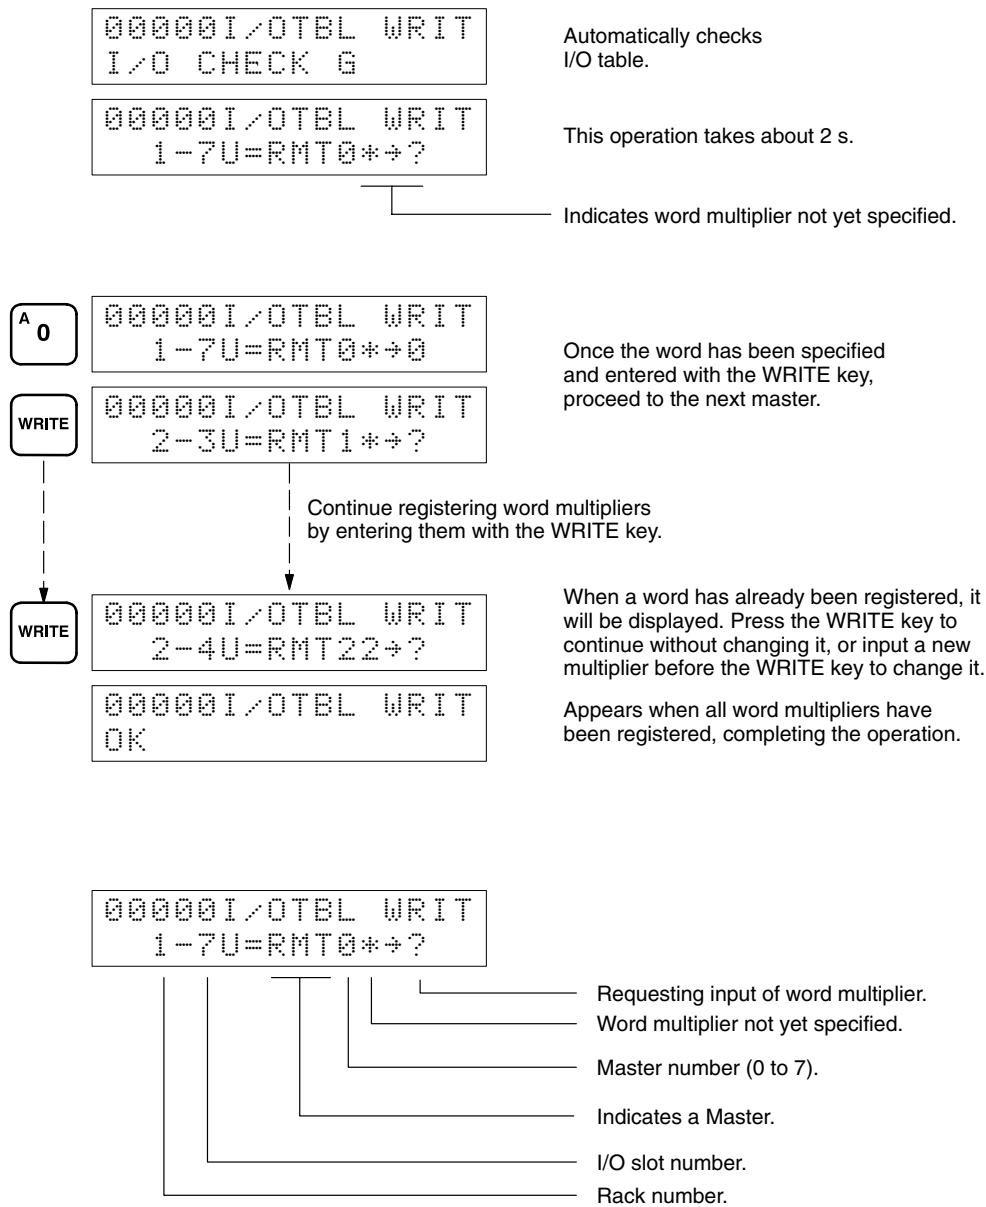 00000I/OTBL WRIT
I/O CHECK G
Automatically checks
I/O table.
00000I/OTBL WRIT
1-7U=RMT0*→?
This operation takes about 2 s.
Indicates word multiplier not yet specified.
A
0
00000I/OTBL WRIT
1-7U=RMT0*→0
Once the word has been specified
and entered with the WRITE key,
proceed to the next master.
WRITE
00000I/OTBL WRIT
2-3U=RMT1*→?
Continue registering word multipliers
by entering them with the WRITE key.
WRITE
00000I/OTBL WRIT
2-4U=RMT22→?
When a word has already been registered, it
will be displayed. Press the WRITE key to
continue without changing it, or input a new
multiplier before the WRITE key to change it.
00000I/OTBL WRIT
OK
Appears when all word multipliers have
been registered, completing the operation.
00000I/OTBL WRIT
1-7U=RMT0*→?
Requesting input of word multiplier.
Word multiplier not yet specified.
Master number (0 to 7).
Indicates a Master.
I/O slot number.
Rack number.